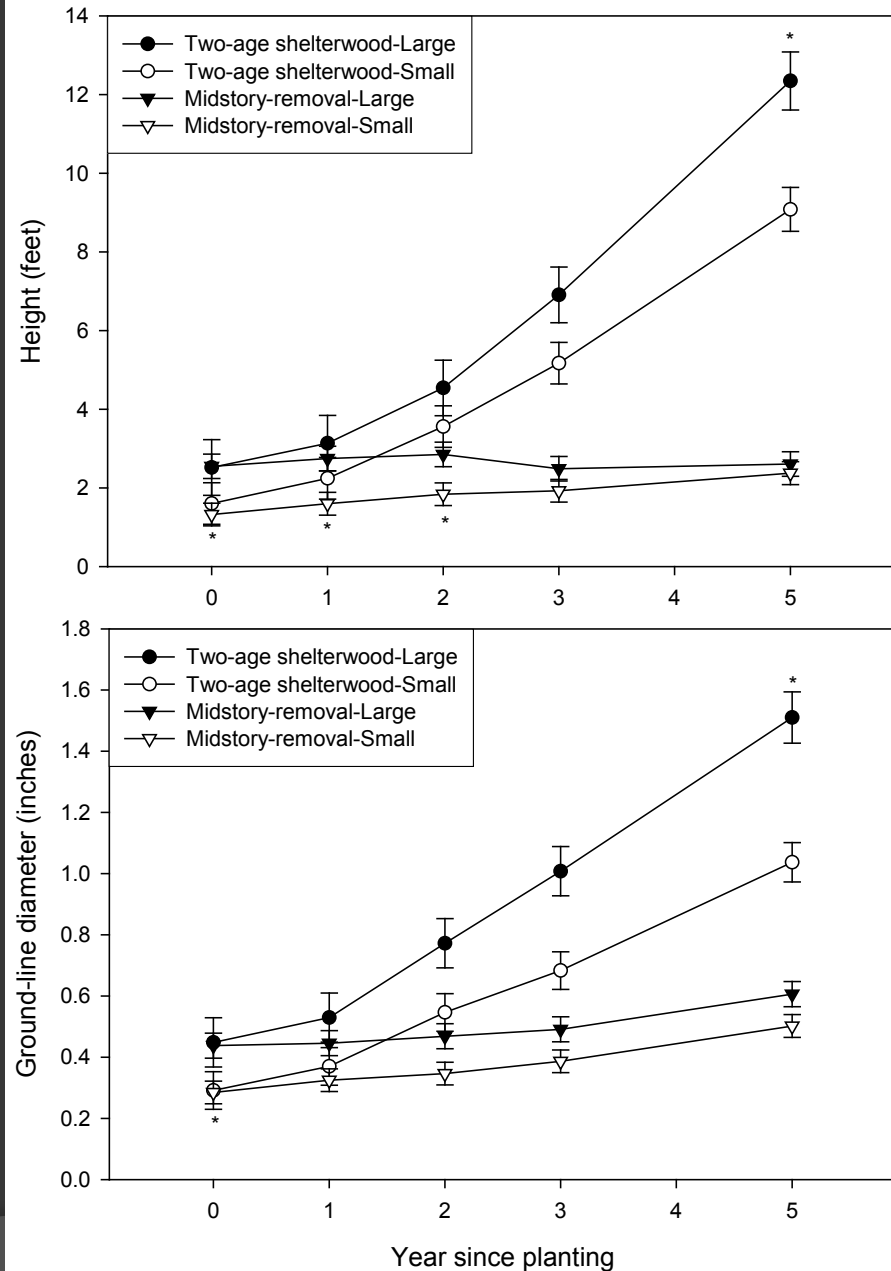 14
12
10
8
6
4
2
0
Height (feet)
Two-age shelterwood-Large
Two-age shelterwood-Small
Midstory-removal-Large
Midstory-removal-Small
*
* * *
0 1 2 3 4 5
1.8
1.6
1.4
1.2
1.0
0.8
0.6
0.4
0.2
0.0
Ground-line diameter (inches)
Two-age shelterwood-Large
Two-age shelterwood-Small
Midstory-removal-Large
Midstory-removal-Small
*
*
0 1 2 3 4 5
Year since planting